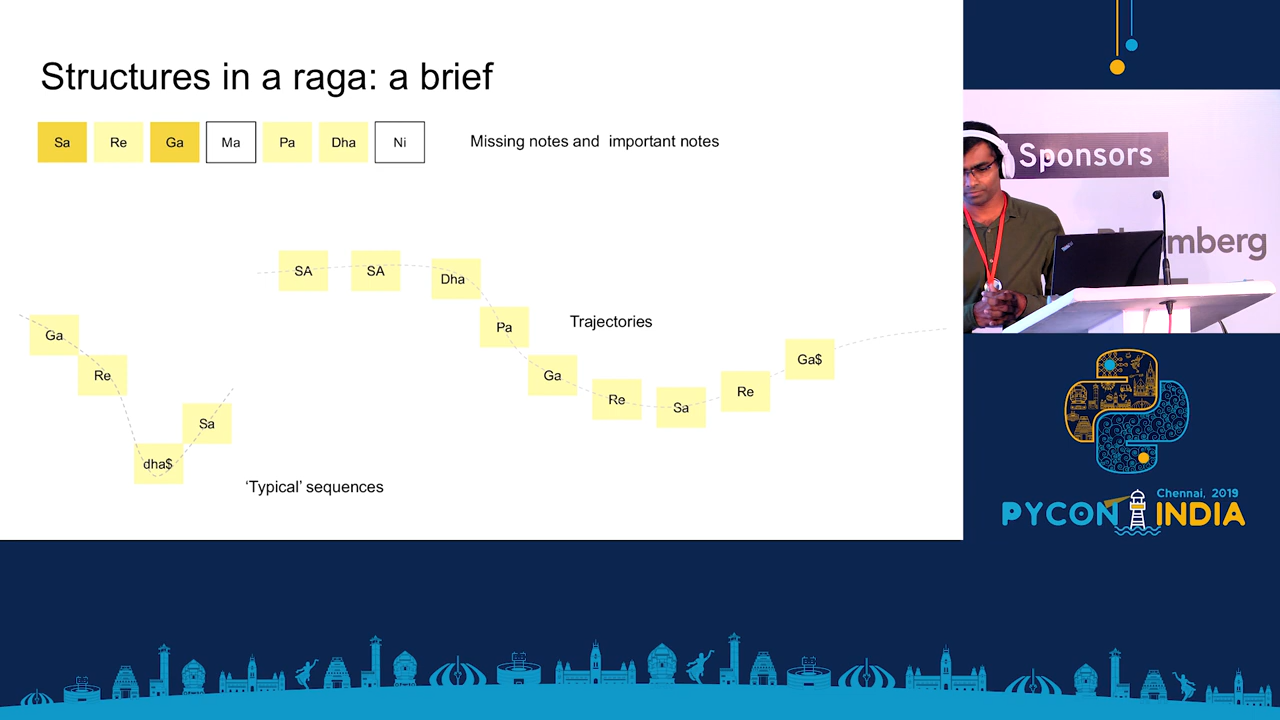 Structures in a raga: a brief
Sa Re Ga Ma Pa Dha Ni
Missing notes and important notes
SA SA Dha
Pa
Ga
Re
Sa
Re
Ga$
Trajectories
Ga
Re
dha$
Sa
‘Typical’ sequences
Sponsors
mberg
Chennai, 2019
PYCON INDIA